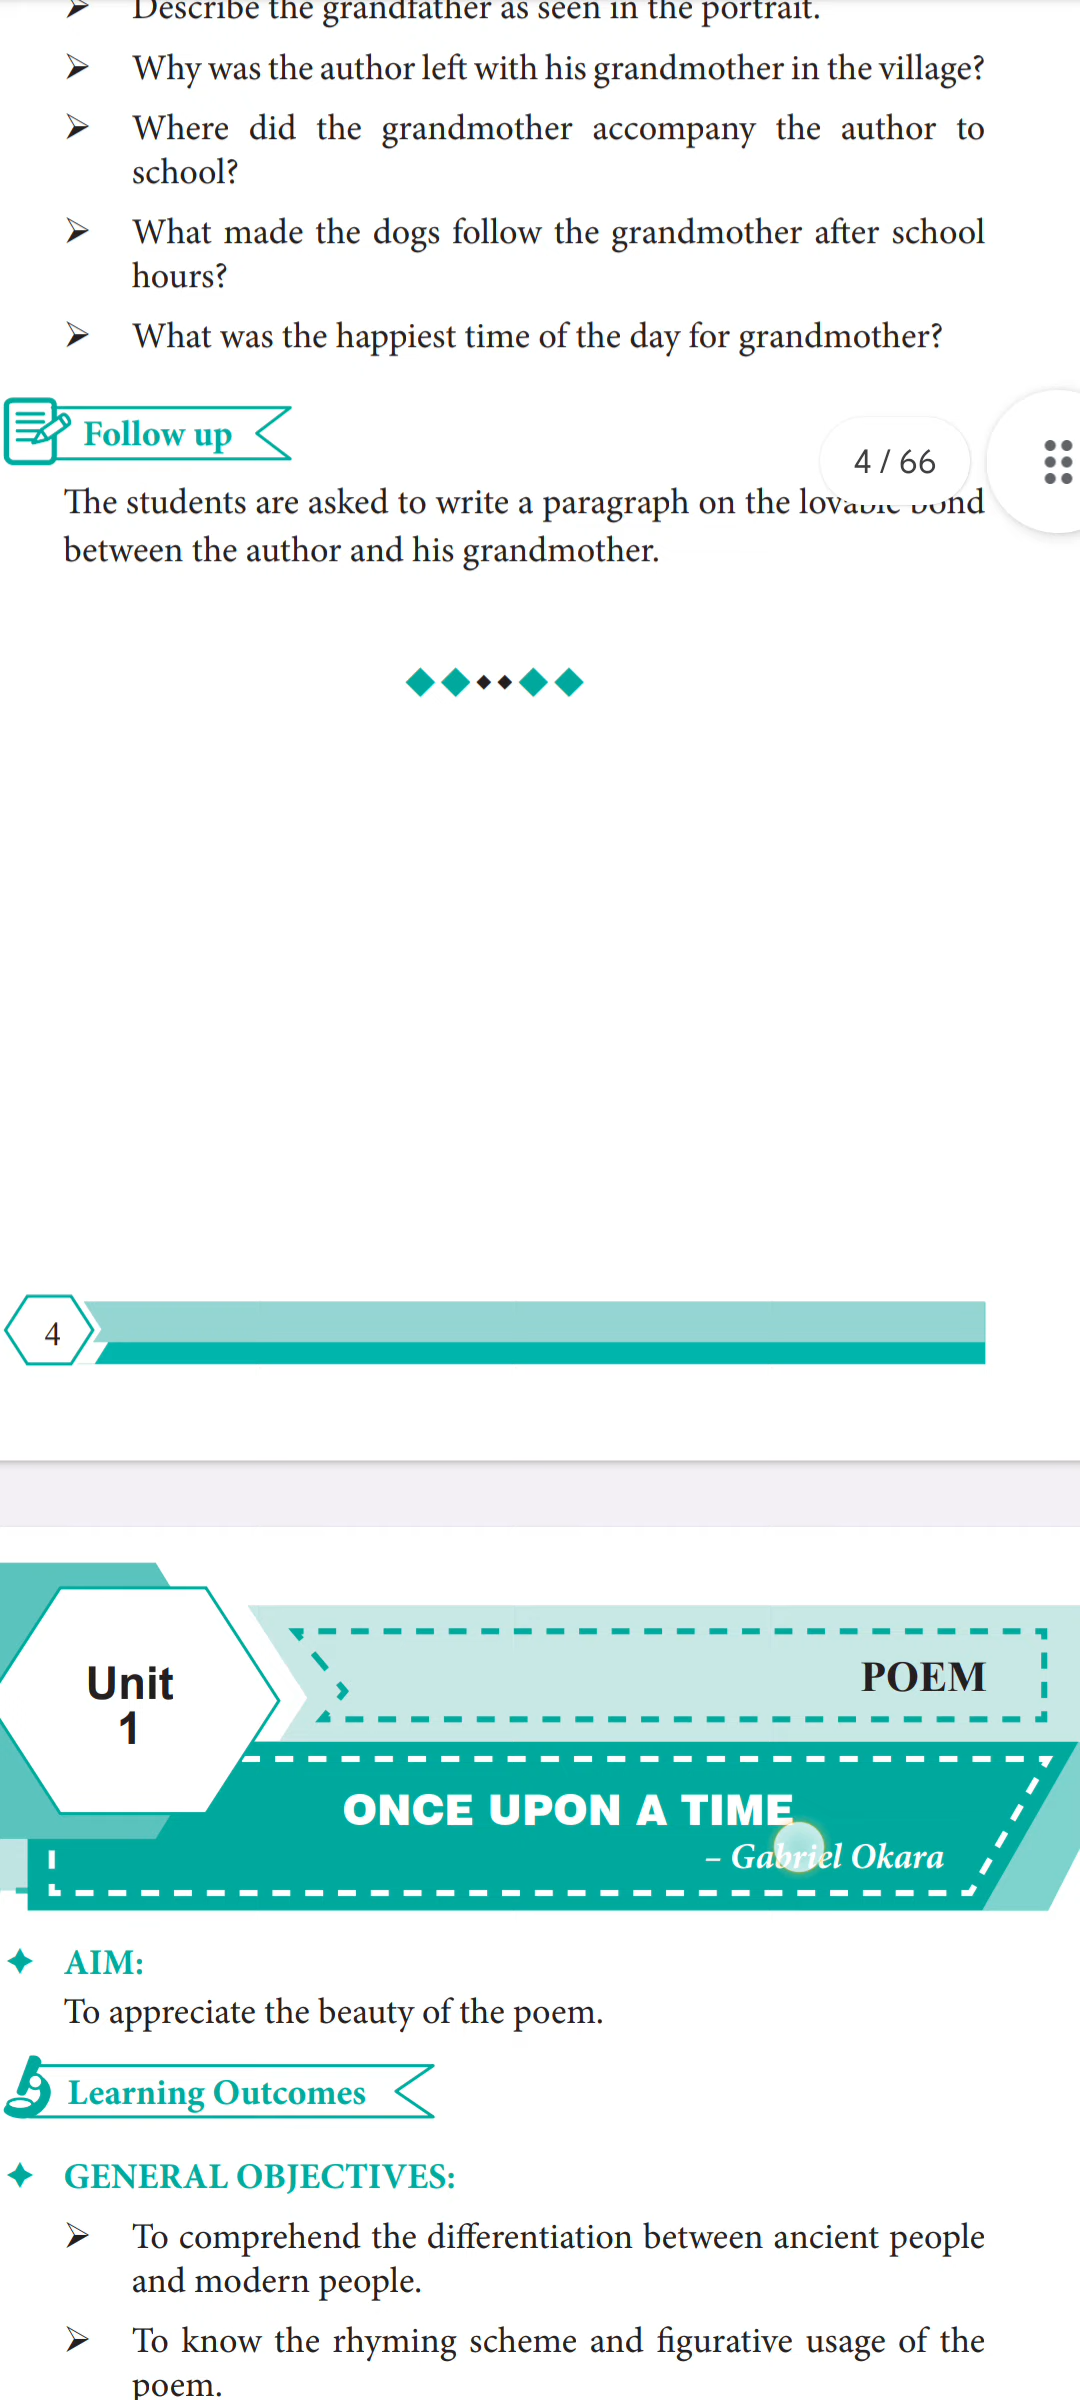 Describe the grandfather as seen in the portrait.
➤ Why was the author left with his grandmother in the village?
➤ Where did the grandmother accompany the author to
school?
➤ What made the dogs follow the grandmother after school
hours?
➤ What was the happiest time of the day for grandmother?
Follow up
4 / 66
The students are asked to write a paragraph on the lovable bond
between the author and his grandmother.
4
Unit
1
POEM
ONCE UPON A TIME
– Gabriel Okara
AIM:
To appreciate the beauty of the poem.
Learning Outcomes
GENERAL OBJECTIVES:
➤ To comprehend the differentiation between ancient people
and modern people.
➤ To know the rhyming scheme and figurative usage of the
poem.